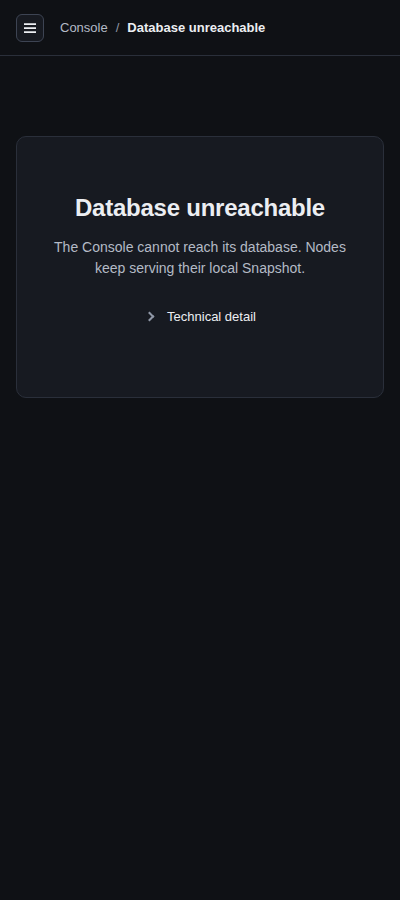 Console / Database unreachable
Database unreachable
The Console cannot reach its database. Nodes
keep serving their local Snapshot.
Technical detail